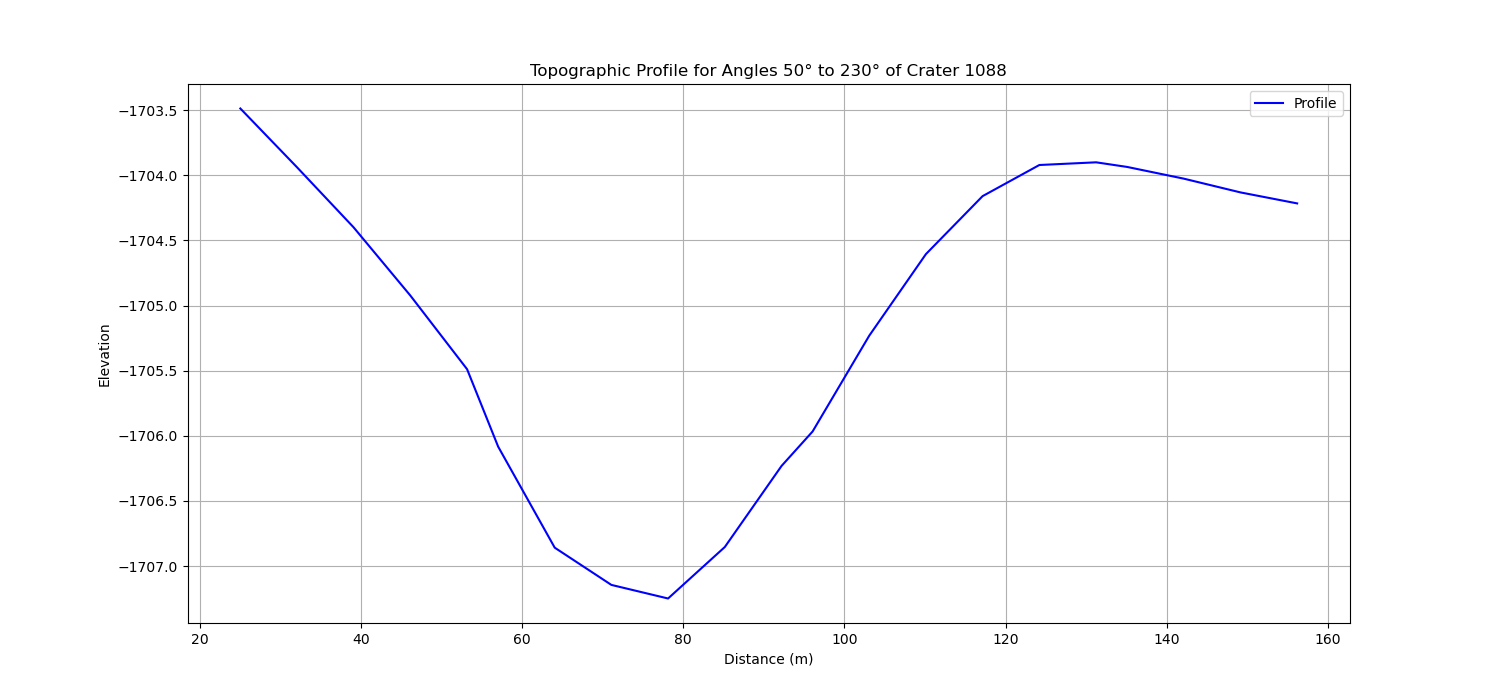 Topographic Profile for Angles 50° to 230° of Crater 1088
Profile
−1703.5
−1704.0
−1704.5
−1705.0
−1705.5
−1706.0
−1706.5
−1707.0
Elevation
20 40 60 80 100 120 140 160
Distance (m)